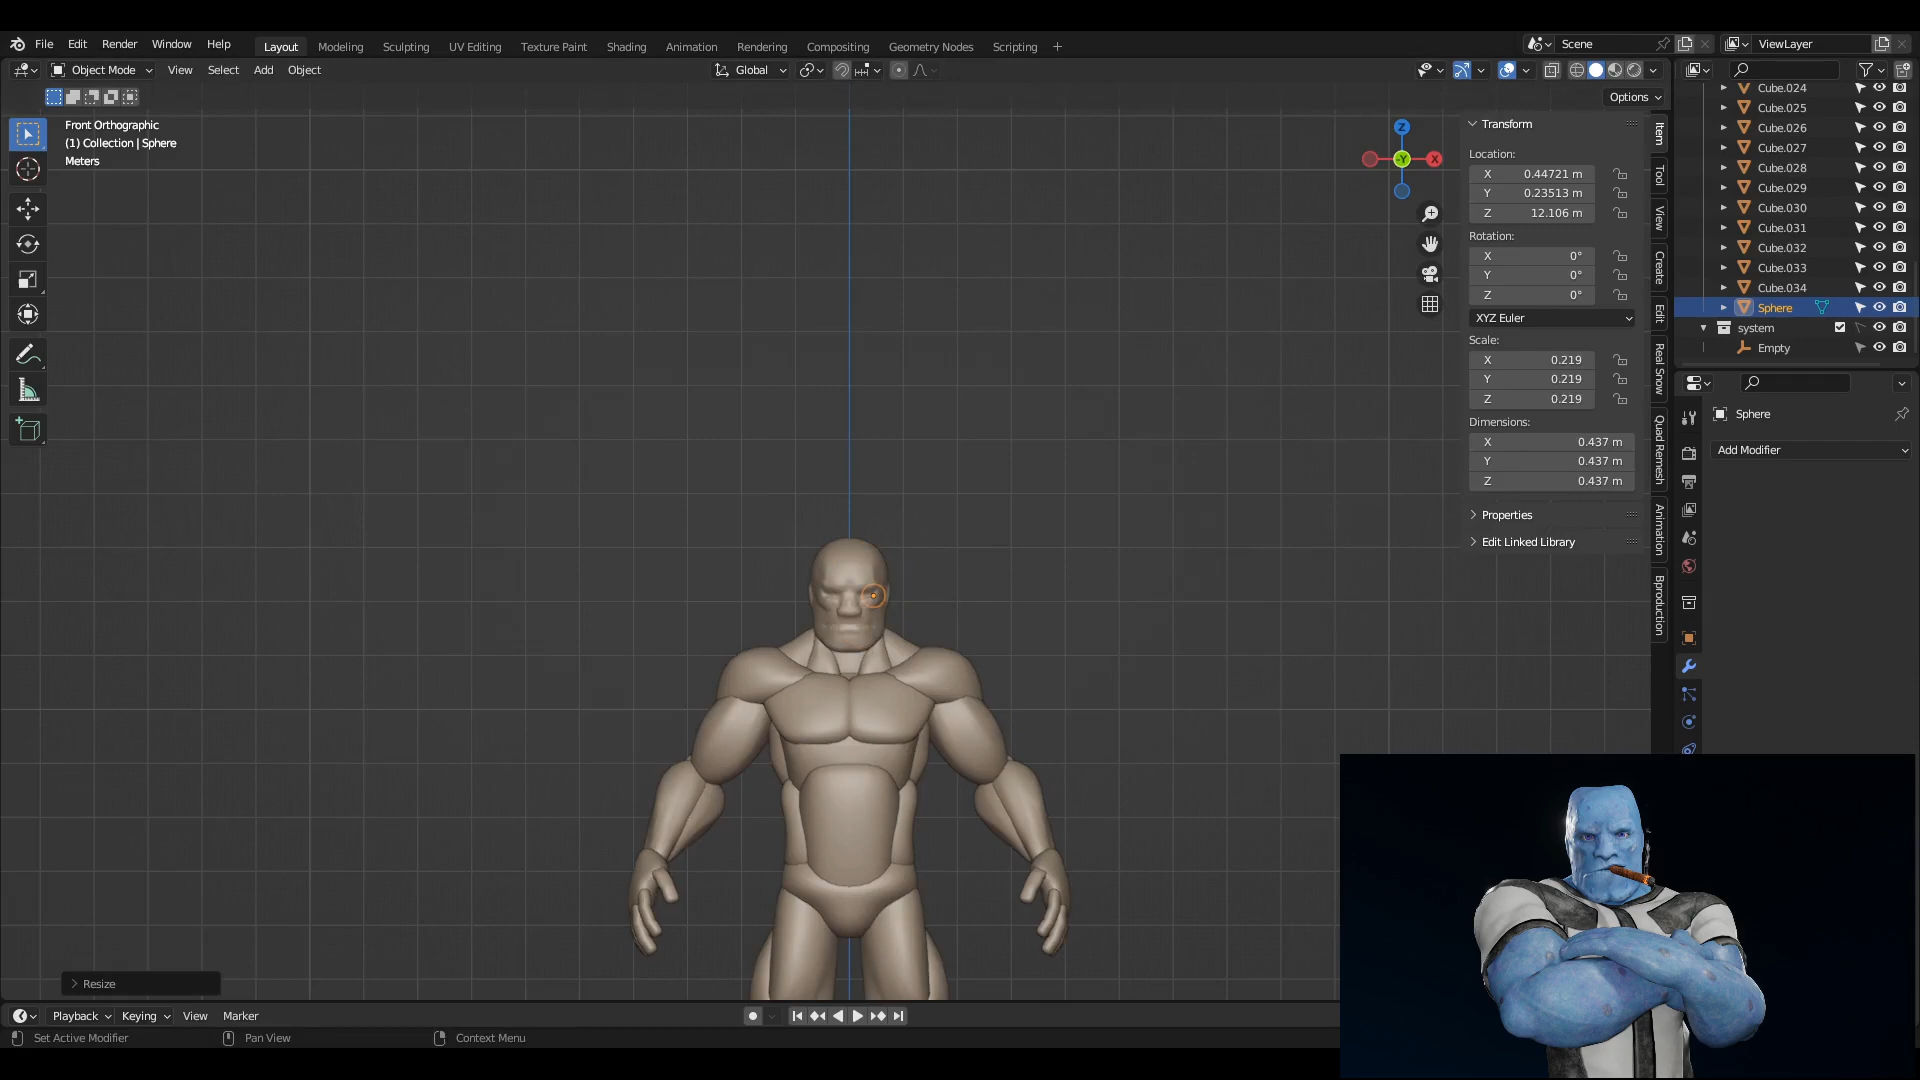 File Edit Render Window Help Layout Modeling Sculpting UV Editing Texture Paint Shading Animation Rendering Compositing Geometry Nodes Scripting + Scene ViewLayer
Object Mode View Select Add Object Global
Options
Front Orthographic
(1) Collection | Sphere
Meters
Z
-Y
X
Transform
Location:
X 0.44721 m
Y 0.23513 m
Z 12.106 m
Rotation:
X 0°
Y 0°
Z 0°
XYZ Euler
Scale:
X 0.219
Y 0.219
Z 0.219
Dimensions:
X 0.437 m
Y 0.437 m
Z 0.437 m
Properties
Edit Linked Library
Item
Tool
View
Create
Edit
Real Snow
Quad Remesh
Animation
Bproduction
Cube.024
Cube.025
Cube.026
Cube.027
Cube.028
Cube.029
Cube.030
Cube.031
Cube.032
Cube.033
Cube.034
Sphere
system
Empty
Sphere
Add Modifier
Resize
Playback Keying View Marker
Set Active Modifier Pan View Context Menu